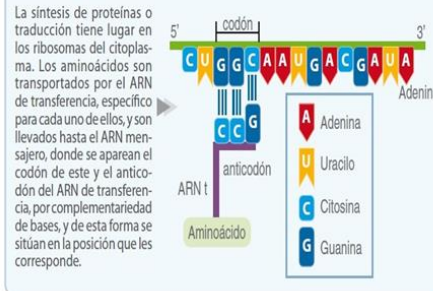 La síntesis de proteínas o
traducción tiene lugar en
los ribosomas del citoplas-
ma. Los aminoácidos son
transportados por el ARN
de transferencia, específico
para cada uno de ellos, y son
llevados hasta el ARN men-
sajero, donde se aparean el
codón de este y el antico-
dón del ARN de transferen-
cia, por complementariedad
de bases, y de esta forma se
sitúan en la posición que les
corresponde.
5'
codón
3'
C U G G C A A U G A C G A U A
Adenin
C C G
anticodón
ARN t
Aminoácido
A Adenina
U Uracilo
C Citosina
G Guanina